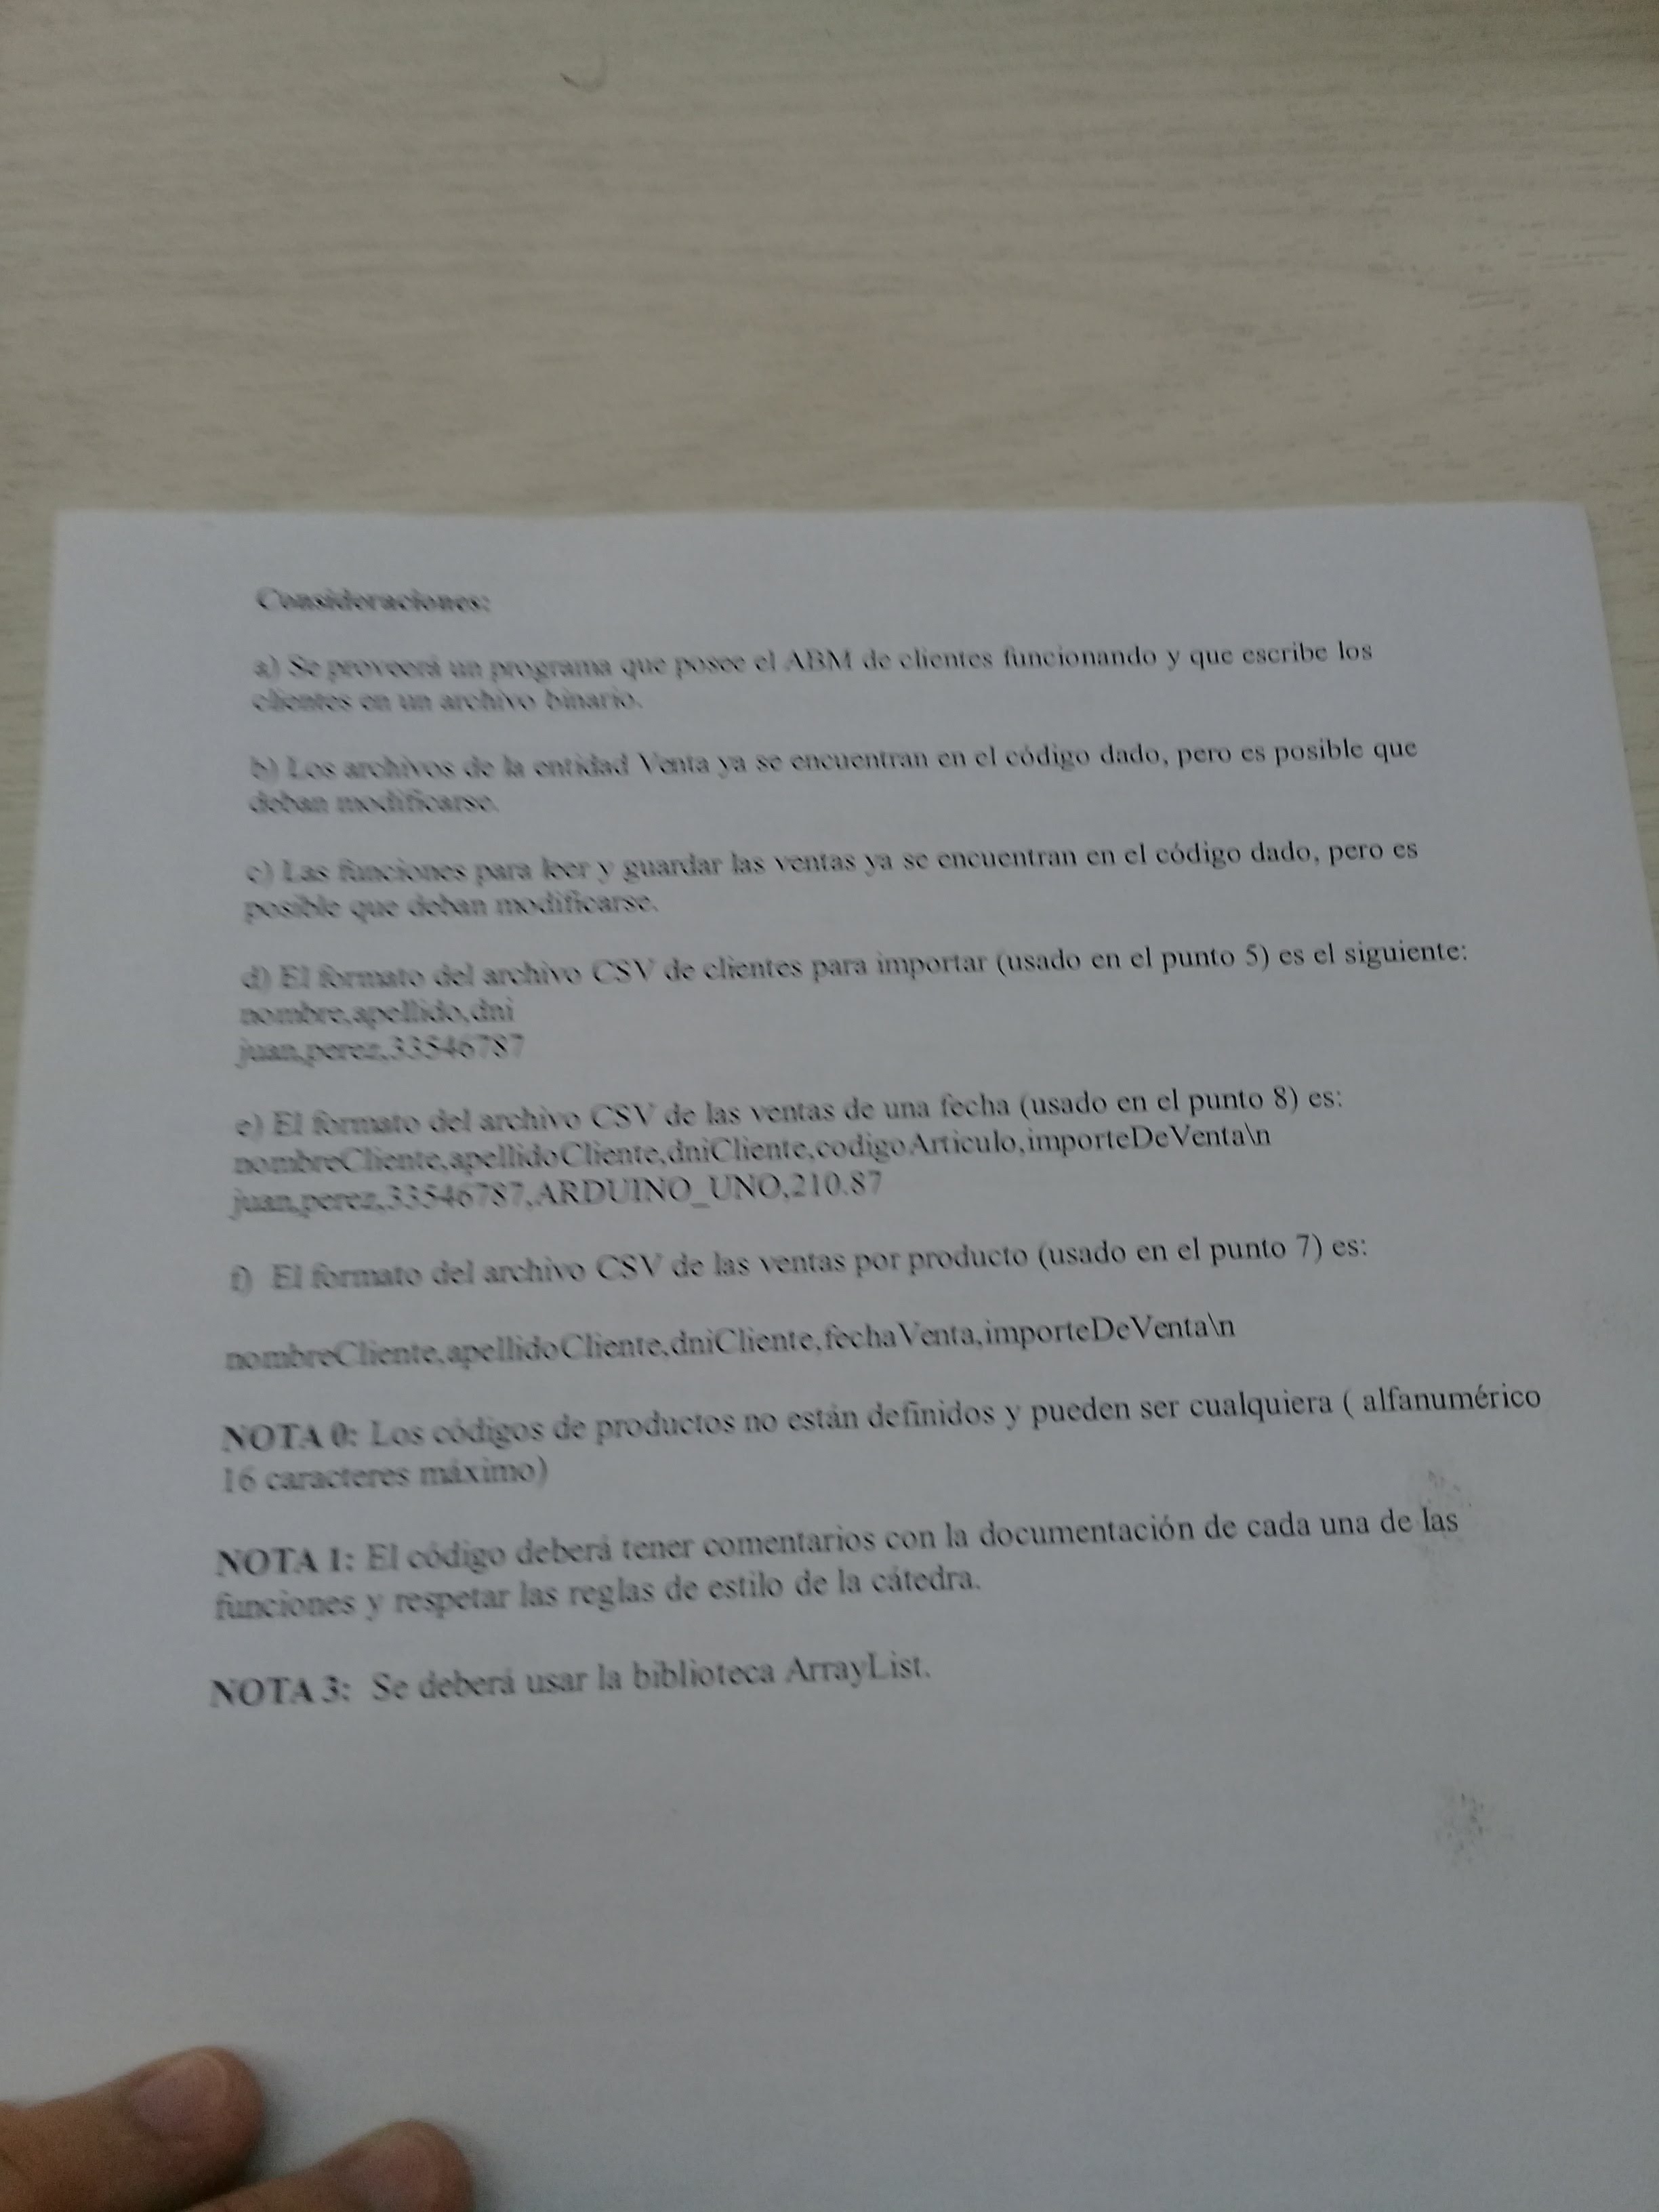 Consideraciones:
a) Se proveerá un programa que posee el ABM de clientes funcionando y que escribe los
clientes en un archivo binario.
b) Los archivos de la entidad Venta ya se encuentran en el código dado, pero es posible que
deban modificarse.
c) Las funciones para leer y guardar las ventas ya se encuentran en el código dado, pero es
posible que deban modificarse.
d) El formato del archivo CSV de clientes para importar (usado en el punto 5) es el siguiente:
nombre,apellido,dni
juan,perez,33546787
e) El formato del archivo CSV de las ventas de una fecha (usado en el punto 8) es:
nombreCliente,apellidoCliente,dniCliente,codigoArticulo,importeDeVenta\n
juan,perez,33546787,ARDUINO_UNO,210.87
f) El formato del archivo CSV de las ventas por producto (usado en el punto 7) es:
nombreCliente,apellidoCliente,dniCliente,fechaVenta,importeDeVenta\n
NOTA 0: Los códigos de productos no están definidos y pueden ser cualquiera ( alfanumérico
16 caracteres máximo)
NOTA 1: El código deberá tener comentarios con la documentación de cada una de las
funciones y respetar las reglas de estilo de la cátedra.
NOTA 3: Se deberá usar la biblioteca ArrayList.